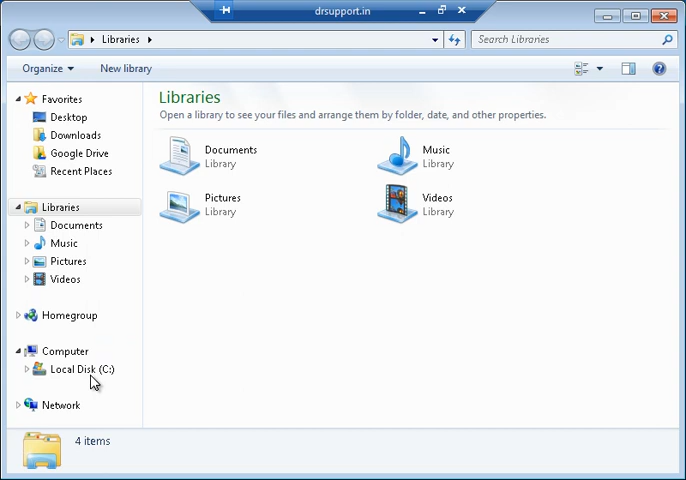 drsupport.in
Libraries
Search Libraries
Organize
New library
Favorites
Desktop
Downloads
Google Drive
Recent Places
Libraries
Documents
Music
Pictures
Videos
Homegroup
Computer
Local Disk (C:)
Network
Libraries
Open a library to see your files and arrange them by folder, date, and other properties.
Documents
Library
Music
Library
Pictures
Library
Videos
Library
4 items